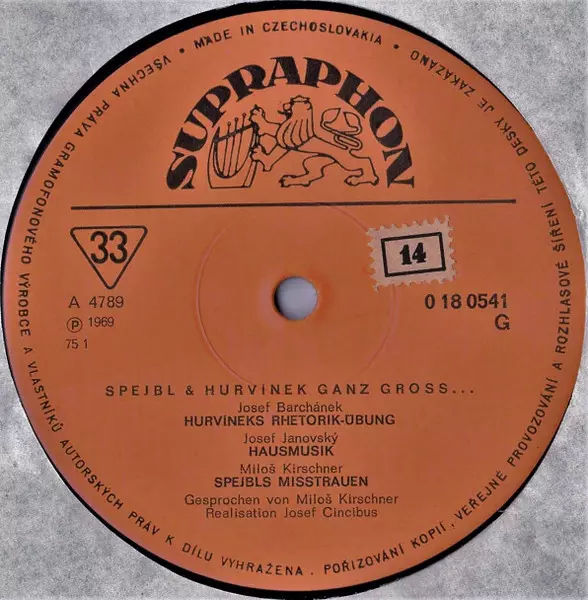 • MADE IN CZECHOSLOVAKIA •
VŠECHNA PRÁVA GRAMOFONOVÉHO VÝROBCE A VLASTNÍKŮ AUTORSKÝCH PRÁV K DÍLU VYHRAŽENA. POŘIZOVÁNÍ KOPIÍ, VEŘEJNÉ PROVOZOVÁNÍ A ROZHLASOVÉ ŠÍŘENÍ TÉTO DESKY JE ZAKÁZÁNO
SUPRAPHON
33
14
A 4789
0 18 0541
Ⓟ 1969
G
75 1
SPEJBL & HURVÍNEK GANZ GROSS...
Josef Barchánek
HURVÍNEKS RHETORIK-ÜBUNG
Josef Janovský
HAUSMUSIK
Miloš Kirschner
SPEJBLS MISSTRAUEN
Gesprochen von Miloš Kirschner
Realisation Josef Cincibus